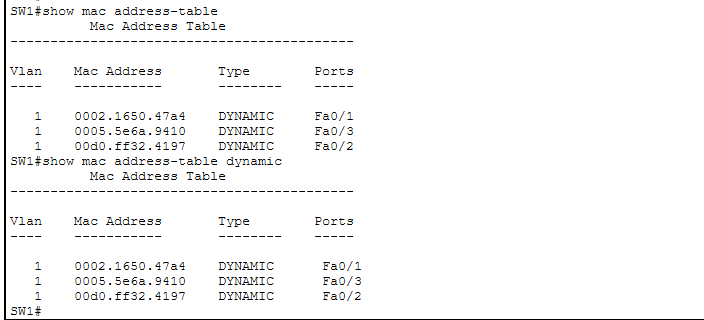 SW1#show mac address-table
          Mac Address Table
-------------------------------------------

Vlan    Mac Address       Type        Ports
----    -----------       --------    -----

   1    0002.1650.47a4    DYNAMIC     Fa0/1
   1    0005.5e6a.9410    DYNAMIC     Fa0/3
   1    00d0.ff32.4197    DYNAMIC     Fa0/2
SW1#show mac address-table dynamic
          Mac Address Table
-------------------------------------------

Vlan    Mac Address       Type        Ports
----    -----------       --------    -----

   1    0002.1650.47a4    DYNAMIC      Fa0/1
   1    0005.5e6a.9410    DYNAMIC      Fa0/3
   1    00d0.ff32.4197    DYNAMIC      Fa0/2
SW1#